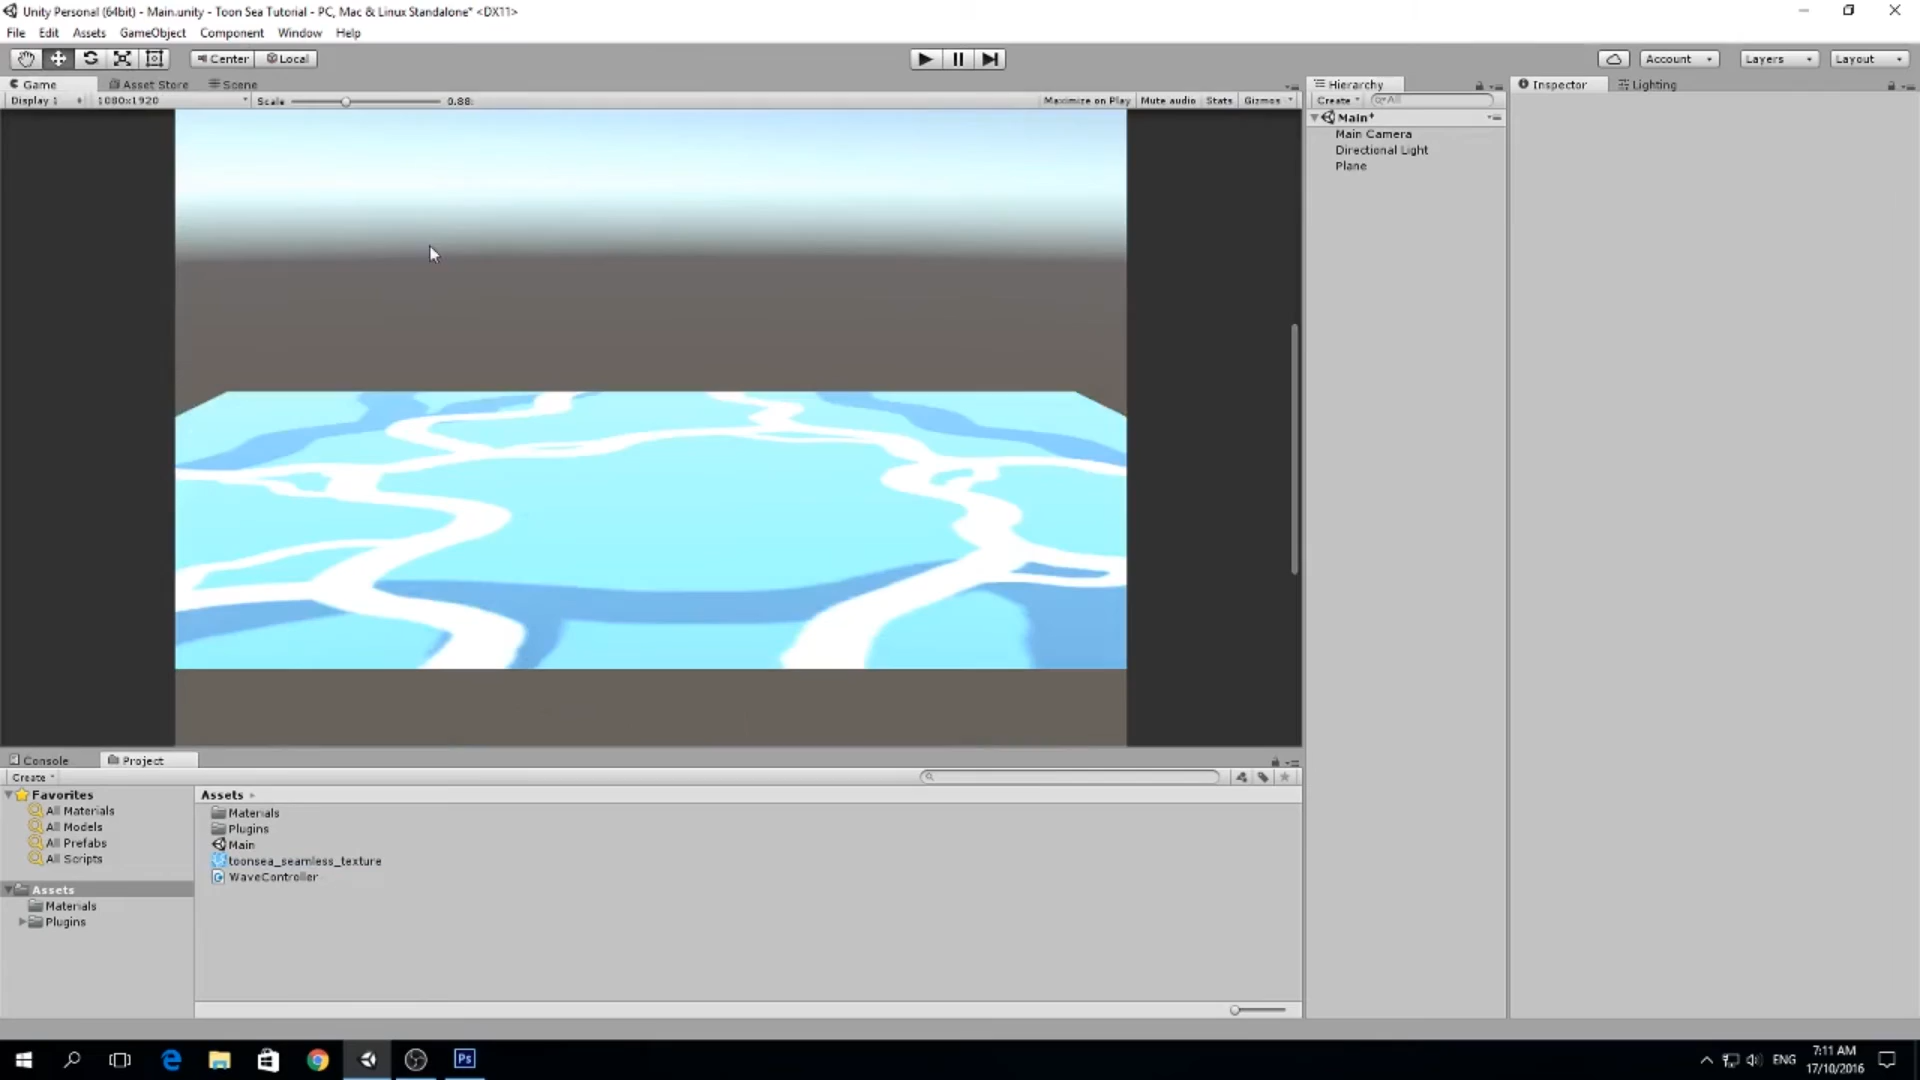 Unity Personal (64bit) - Main.unity - Toon Sea Tutorial - PC, Mac & Linux Standalone* <DX11>
File Edit Assets GameObject Component Window Help
Center Local Account Layers Layout
Game Asset Store Scene Hierarchy Inspector Lighting
Display 1 1080x1920 Scale 0.88x Maximize on Play Mute audio Stats Gizmos Create All
Main*
Main Camera
Directional Light
Plane
Console Project
Create
Favorites Assets
All Materials Materials
All Models Plugins
All Prefabs Main
All Scripts toonsea_seamless_texture
WaveController
Assets
Materials
Plugins
Ps
ENG 7:11 AM
17/10/2016